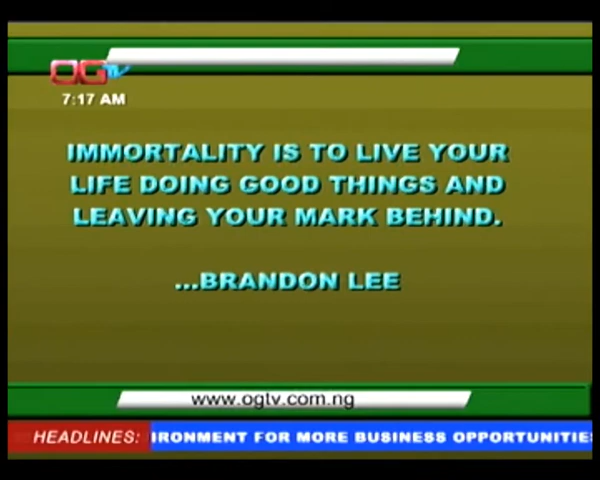 OGTV
7:17 AM
IMMORTALITY IS TO LIVE YOUR
LIFE DOING GOOD THINGS AND
LEAVING YOUR MARK BEHIND.
...BRANDON LEE
www.ogtv.com.ng
HEADLINES: IRONMENT FOR MORE BUSINESS OPPORTUNITIE